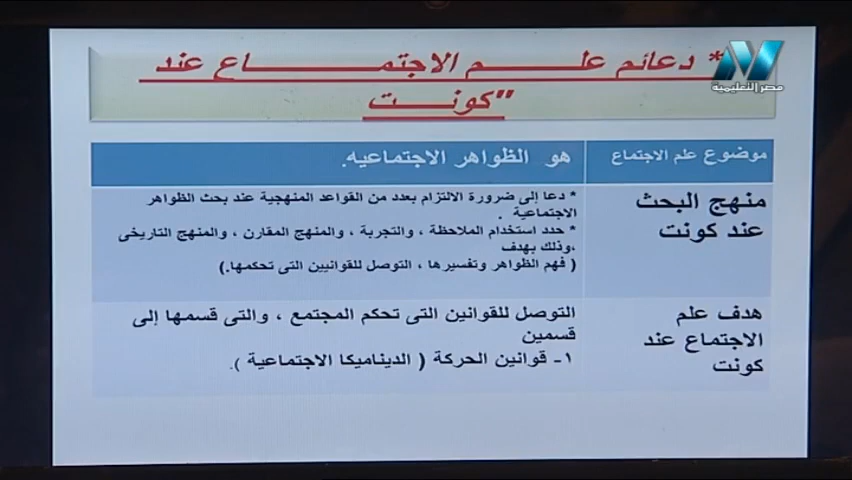 * دعائم علم الاجتماع عند
"كونت
مصر التعليمية
موضوع علم الاجتماع
هو الظواهر الاجتماعيه.
منهج البحث
عند كونت
* دعا إلى ضرورة الالتزام بعدد من القواعد المنهجية عند بحث الظواهر
الاجتماعية .
* حدد استخدام الملاحظة ، والتجربة ، والمنهج المقارن ، والمنهج التاريخى
،وذلك بهدف
( فهم الظواهر وتفسيرها ، التوصل للقوانيين التى تحكمها.)
هدف علم
الاجتماع عند
كونت
التوصل للقوانين التى تحكم المجتمع ، والتى قسمها إلى
قسمين
١- قوانين الحركة ( الديناميكا الاجتماعية ).